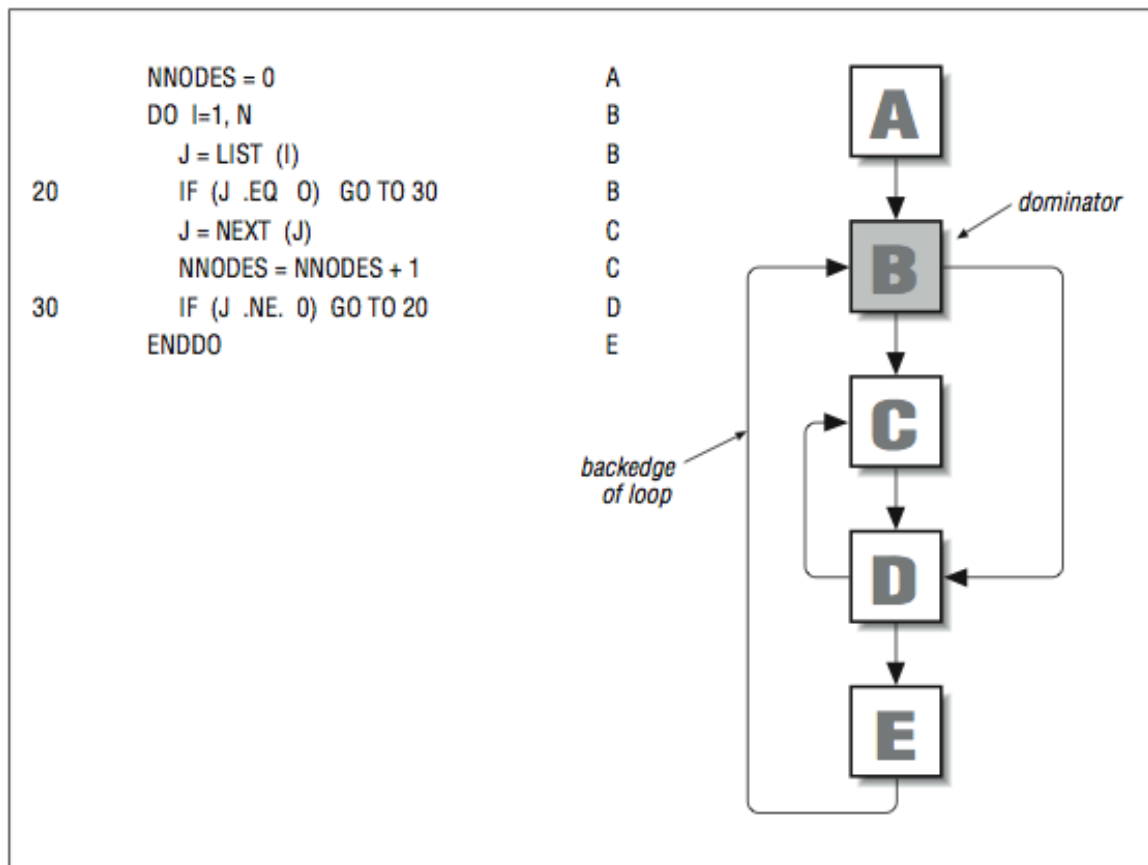 NNODES = 0 A
DO I=1, N B
J = LIST (I) B
20 IF (J .EQ O) GO TO 30 B
J = NEXT (J) C
NNODES = NNODES + 1 C
30 IF (J .NE. 0) GO TO 20 D
ENDDO E
A
dominator
B
C
backedge
of loop
D
E